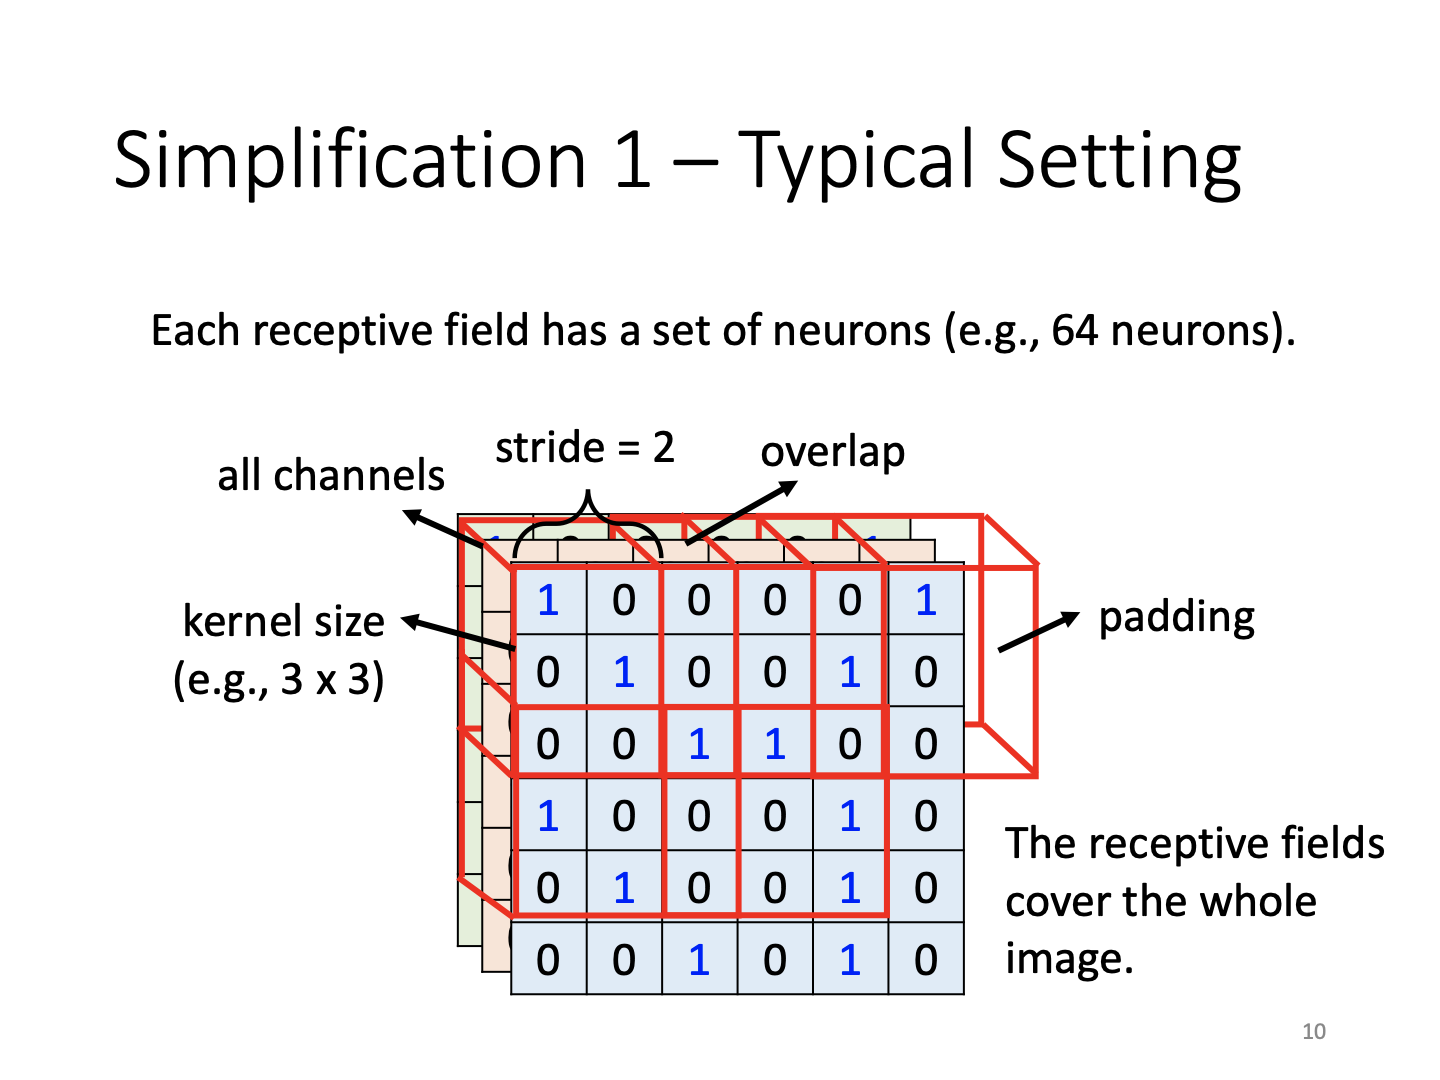 Simplification 1 – Typical Setting
Each receptive field has a set of neurons (e.g., 64 neurons).
stride = 2
overlap
all channels
kernel size
(e.g., 3 x 3)
padding
1 0 0 0 0 1
0 1 0 0 1 0
0 0 1 1 0 0
1 0 0 0 1 0
0 1 0 0 1 0
0 0 1 0 1 0
The receptive fields
cover the whole
image.
10